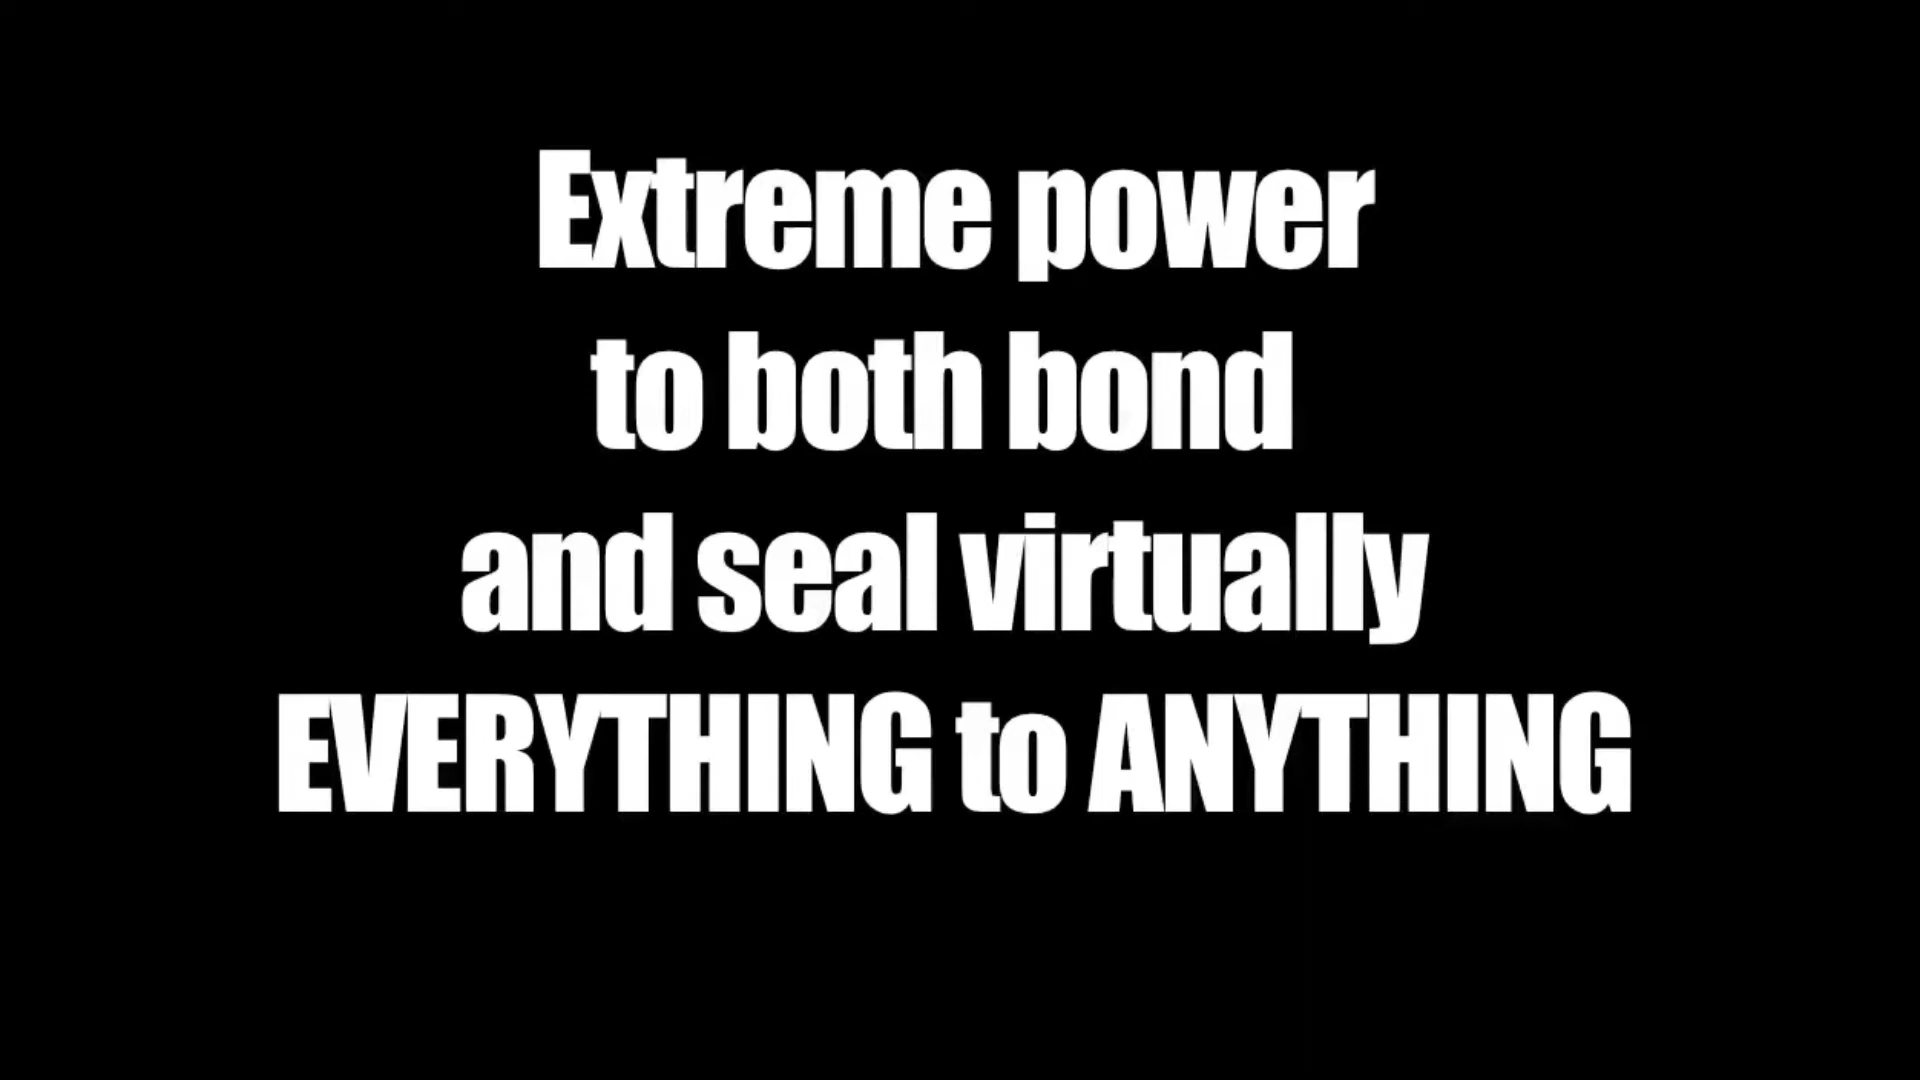 Extreme power
to both bond
and seal virtually
EVERYTHING to ANYTHING